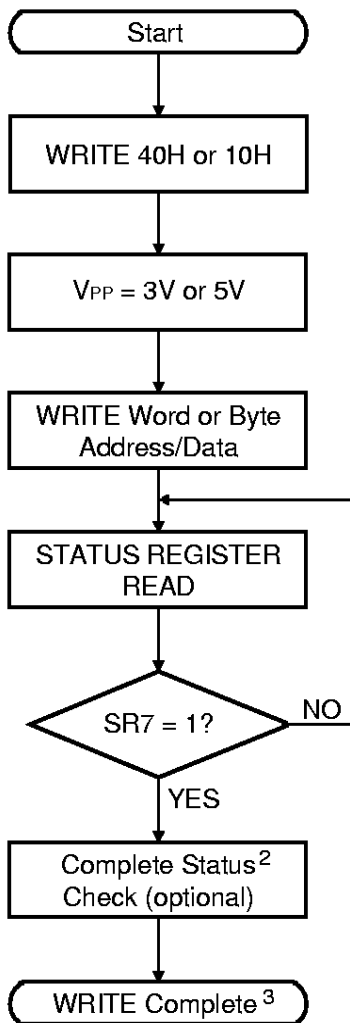 Start
WRITE 40H or 10H
VPP = 3V or 5V
WRITE Word or Byte
Address/Data
STATUS REGISTER
READ
SR7 = 1?
NO
YES
Complete Status2
Check (optional)
WRITE Complete3